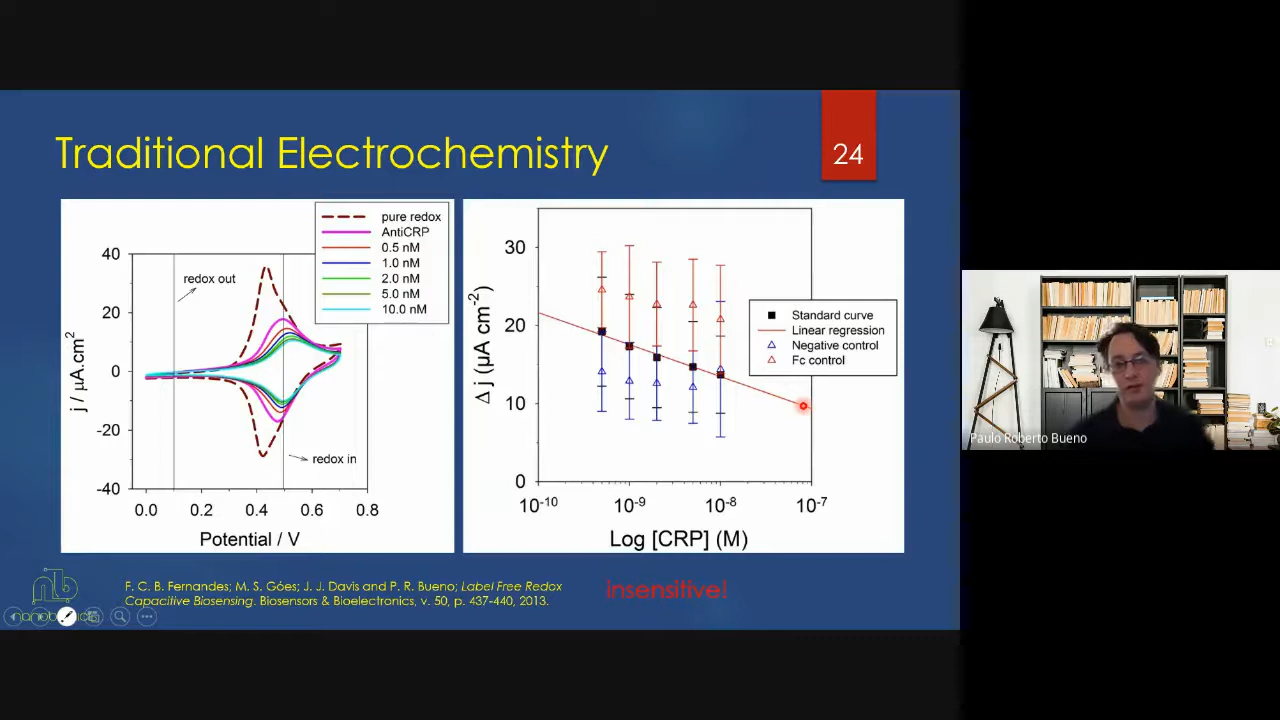 Traditional Electrochemistry
24
pure redox
AntiCRP
0.5 nM
1.0 nM
2.0 nM
5.0 nM
10.0 nM
redox out
redox in
40
20
0
-20
-40
j / µA.cm²
0.0 0.2 0.4 0.6 0.8
Potential / V
30
20
10
0
Δ j (µA cm⁻²)
Standard curve
Linear regression
Negative control
Fc control
10⁻¹⁰ 10⁻⁹ 10⁻⁸ 10⁻⁷
Log [CRP] (M)
F. C. B. Fernandes; M. S. Góes; J. J. Davis and P. R. Bueno; Label Free Redox
Capacitive Biosensing. Biosensors & Bioelectronics, v. 50, p. 437-440, 2013.
insensitive!
Paulo Roberto Bueno